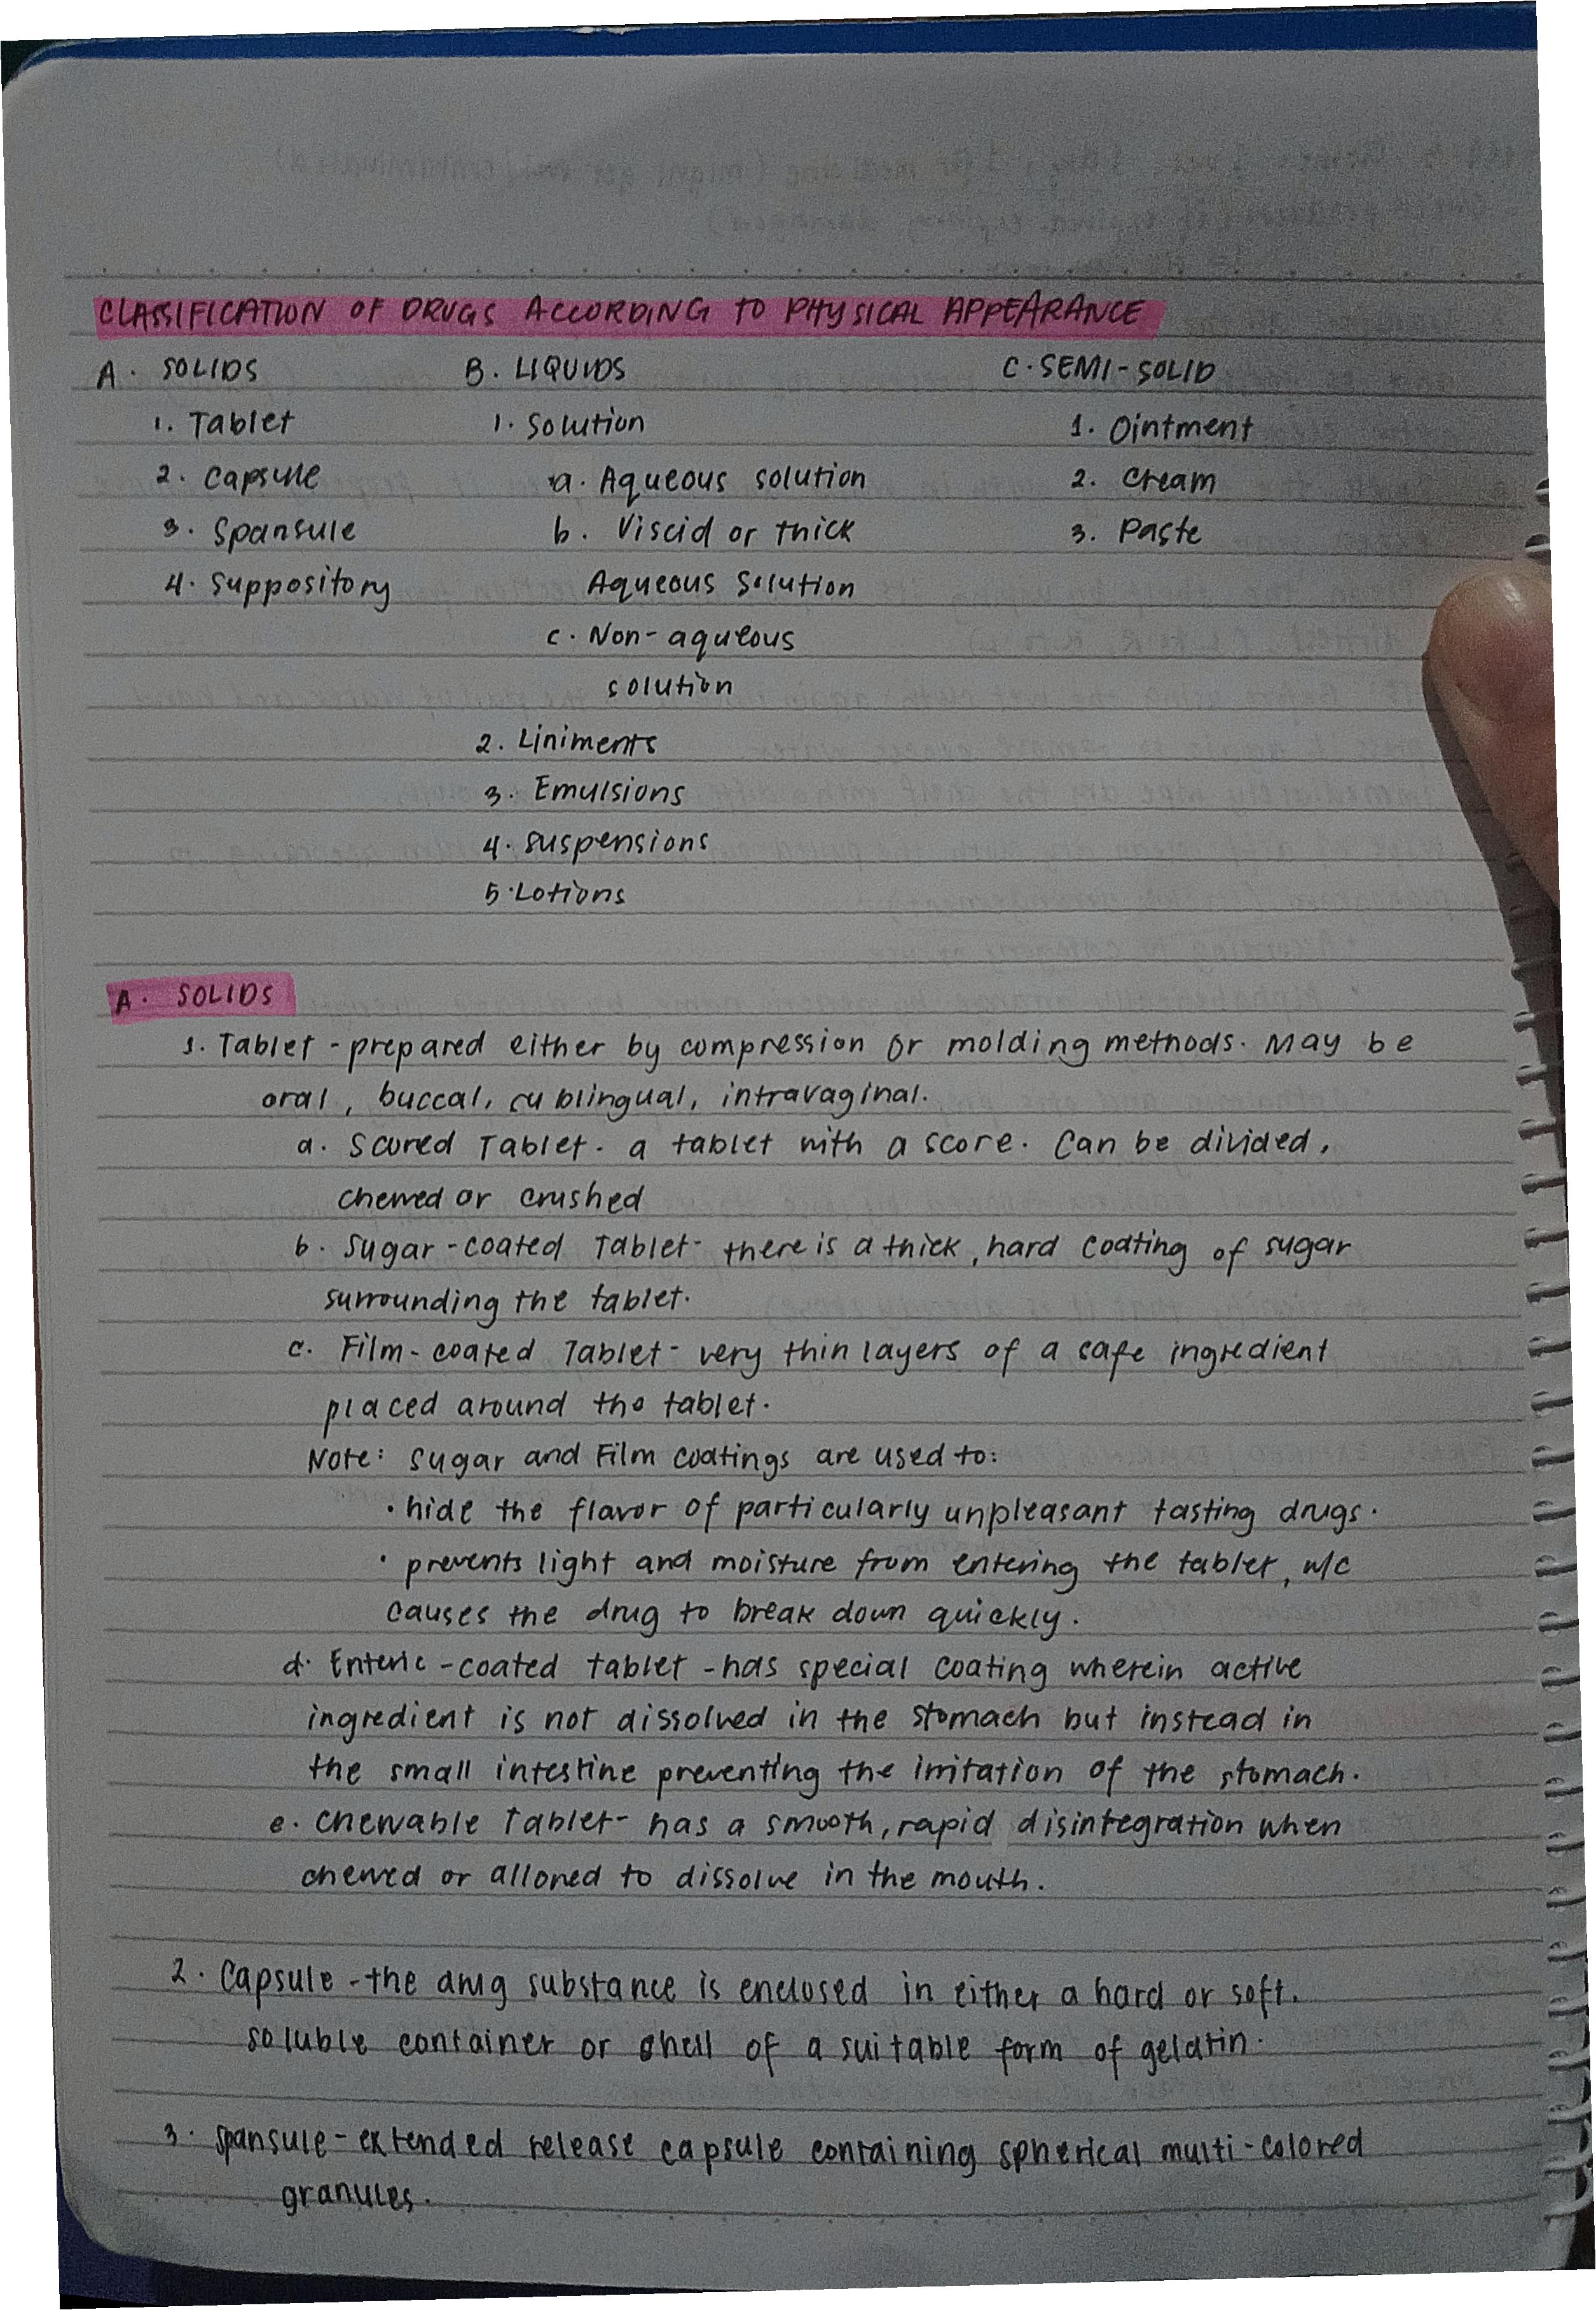 CLASSIFICATION OF DRUGS ACCORDING TO PHYSICAL APPEARANCE
A. SOLIDS
1. Tablet
2. Capsule
3. Spansule
4. Suppository
B. LIQUIDS
1. Solution
a. Aqueous solution
b. Viscid or thick
Aqueous Solution
c. Non-aqueous
solution
2. Liniments
3. Emulsions
4. Suspensions
5. Lotions
C. SEMI-SOLID
1. Ointment
2. Cream
3. Paste
A. SOLIDS
1. Tablet - prepared either by compression or molding methods. May be
oral, buccal, sublingual, intravaginal.
a. Scored Tablet - a tablet with a score. Can be divided,
chewed or crushed
b. Sugar-coated Tablet - there is a thick, hard coating of sugar
surrounding the tablet.
c. Film-coated Tablet - very thin layers of a safe ingredient
placed around the tablet.
Note: Sugar and Film coatings are used to:
• hide the flavor of particularly unpleasant tasting drugs.
• prevents light and moisture from entering the tablet, w/c
causes the drug to break down quickly.
d. Enteric-coated tablet - has special coating wherein active
ingredient is not dissolved in the stomach but instead in
the small intestine preventing the irritation of the stomach.
e. Chewable Tablet - has a smooth, rapid disintegration when
chewed or allowed to dissolve in the mouth.
2. Capsule - the drug substance is enclosed in either a hard or soft.
soluble container or shell of a suitable form of gelatin.
3. Spansule - extended release capsule containing spherical multi-colored
granules.